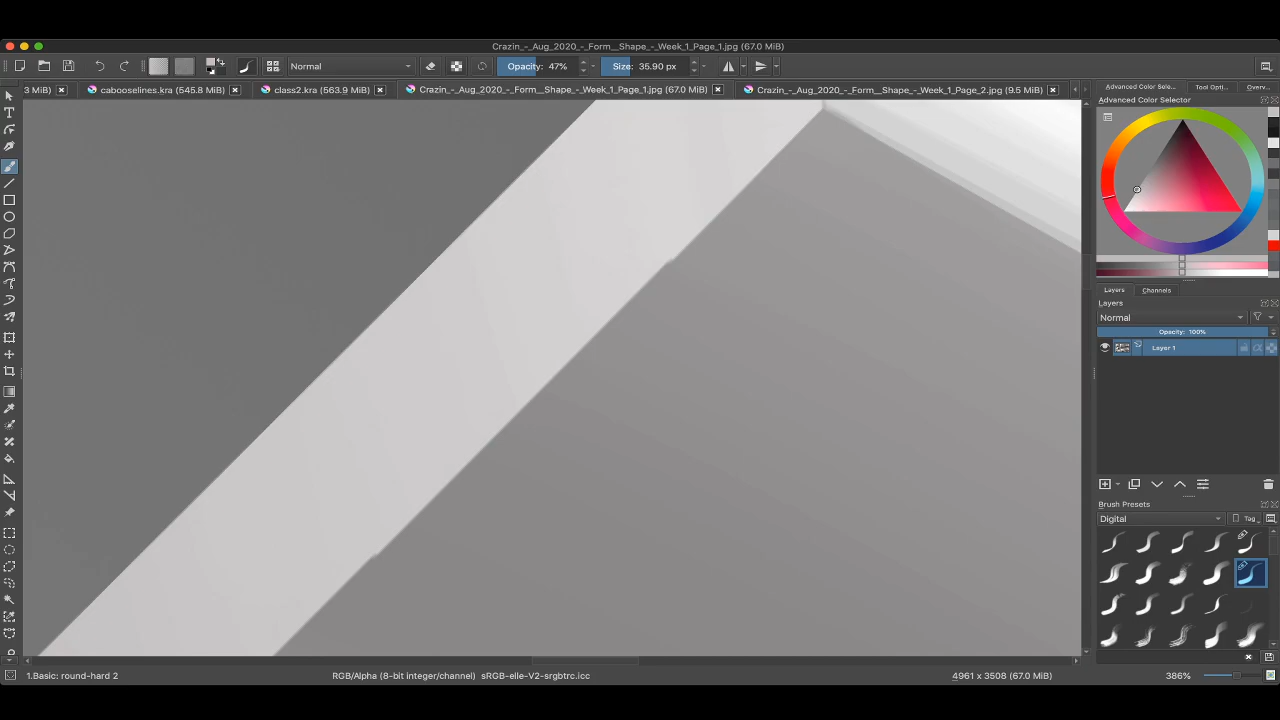 Crazin_-_Aug_2020_-_Form__Shape_-_Week_1_Page_1.jpg (67.0 MiB)
Normal
Opacity: 47%
Size: 35.90 px
3 MiB)
cabooselines.kra (545.8 MiB)
class2.kra (563.9 MiB)
Crazin_-_Aug_2020_-_Form__Shape_-_Week_1_Page_1.jpg (67.0 MiB)
Crazin_-_Aug_2020_-_Form__Shape_-_Week_1_Page_2.jpg (9.5 MiB)
Advanced Color Sele...
Tool Opti...
Overv...
Advanced Color Selector
Layers
Channels
Layers
Normal
Opacity: 100%
Layer 1
Brush Presets
Digital
Tag
1.Basic: round-hard 2
RGB/Alpha (8-bit integer/channel) sRGB-elle-V2-srgbtrc.icc
4961 x 3508 (67.0 MiB)
386%